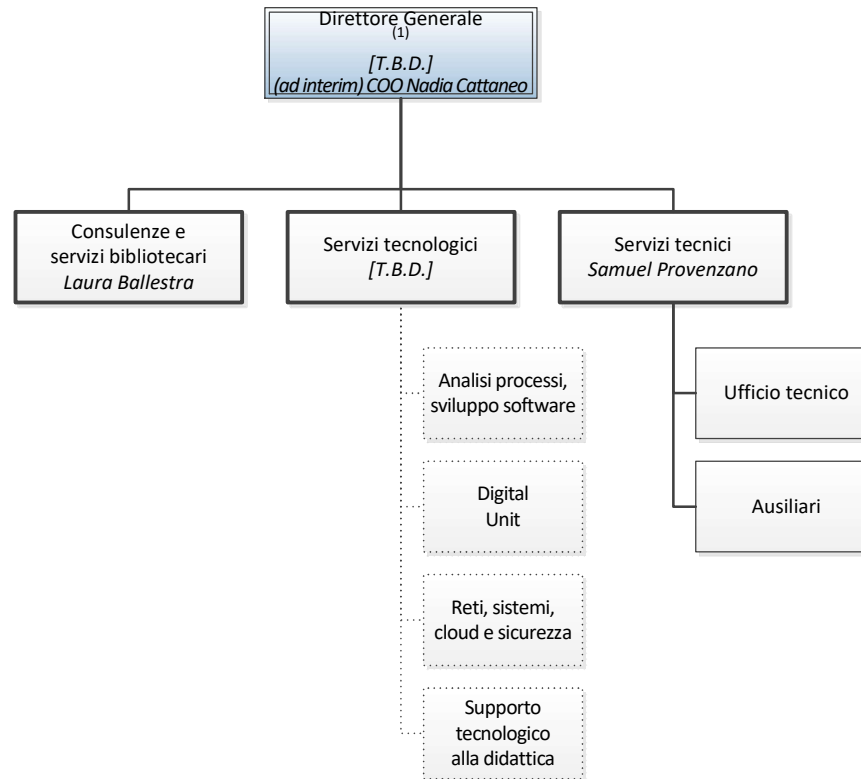 Direttore Generale
(1)
[T.B.D.]
(ad interim) COO Nadia Cattaneo
Consulenze e
servizi bibliotecari
Laura Ballestra
Servizi tecnologici
[T.B.D.]
Servizi tecnici
Samuel Provenzano
Analisi processi,
sviluppo software
Digital
Unit
Reti, sistemi,
cloud e sicurezza
Supporto
tecnologico
alla didattica
Ufficio tecnico
Ausiliari